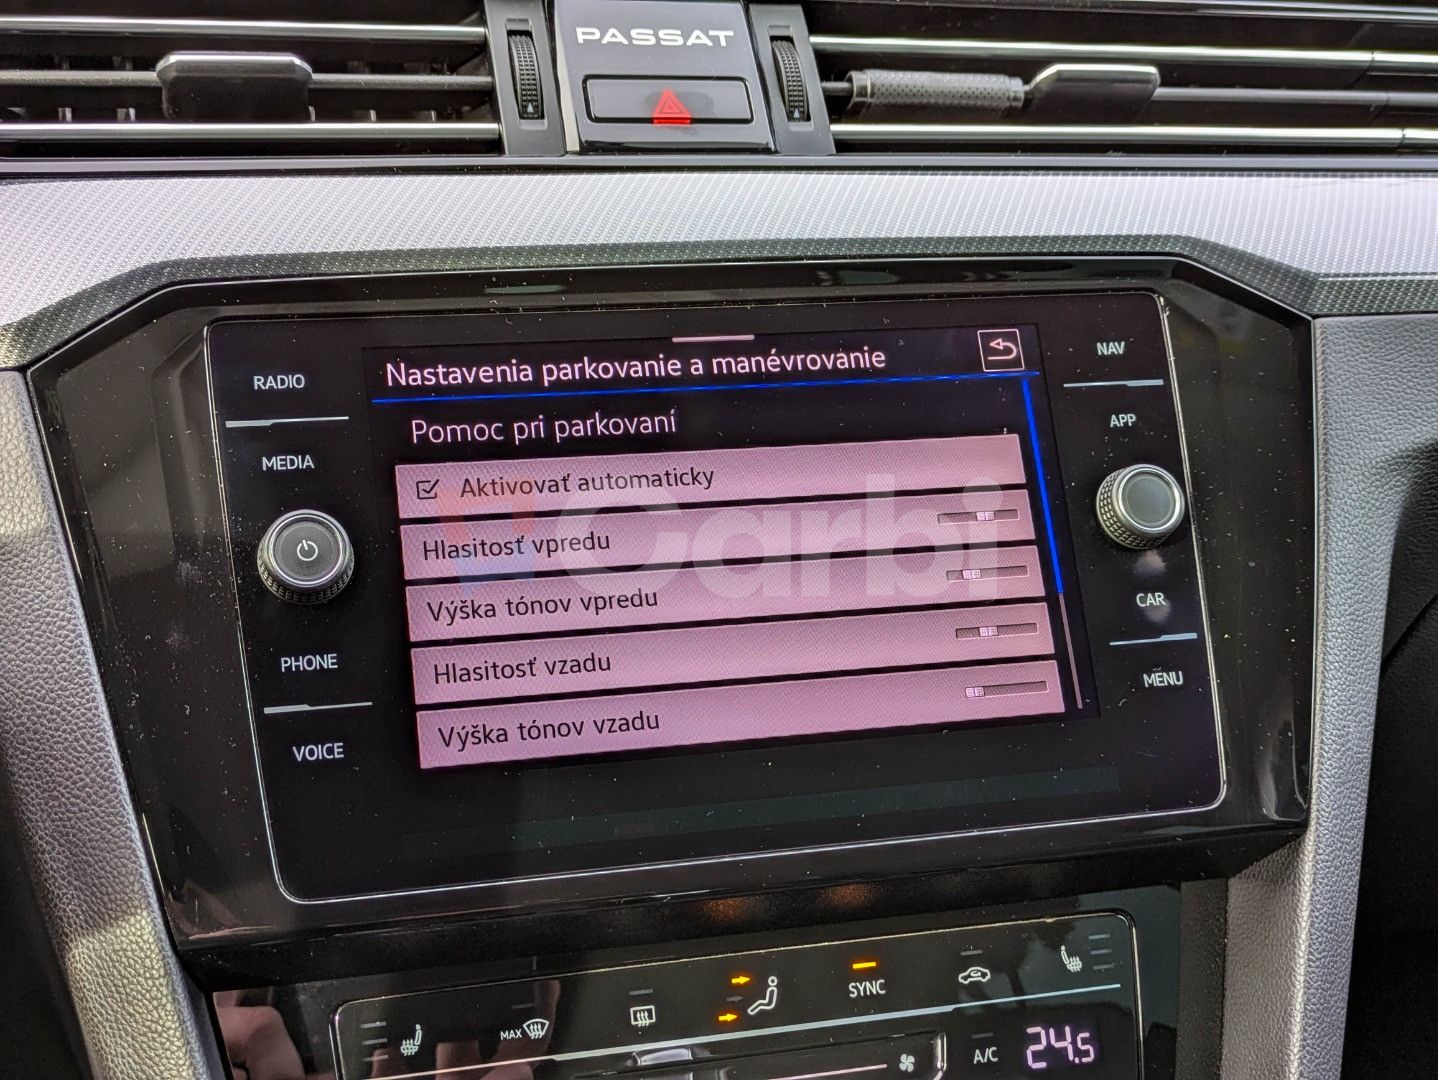 PASSAT
RADIO
MEDIA
PHONE
VOICE
Nastavenia parkovanie a manévrovanie
Pomoc pri parkovaní
Aktivovať automaticky
Hlasitosť vpredu
Výška tónov vpredu
Hlasitosť vzadu
Výška tónov vzadu
Carbi
NAV
APP
CAR
MENU
MAX
SYNC
A/C
24.5